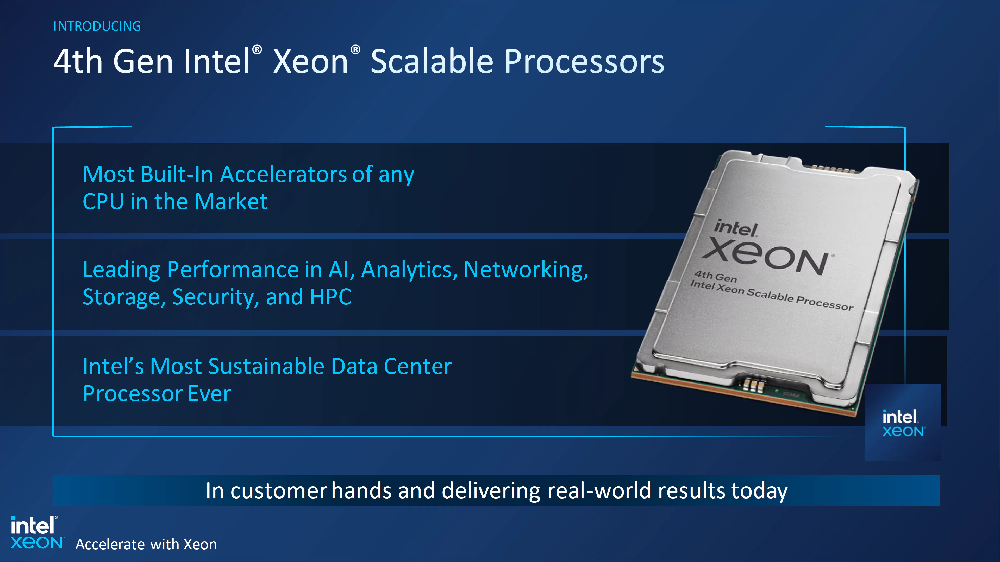 INTRODUCING
4th Gen Intel® Xeon® Scalable Processors
Most Built-In Accelerators of any
CPU in the Market
Leading Performance in AI, Analytics, Networking,
Storage, Security, and HPC
Intel’s Most Sustainable Data Center
Processor Ever
intel.
xeon®
4th Gen
Intel Xeon Scalable Processor
intel.
xeon®
In customer hands and delivering real-world results today
intel®
xeon®
Accelerate with Xeon